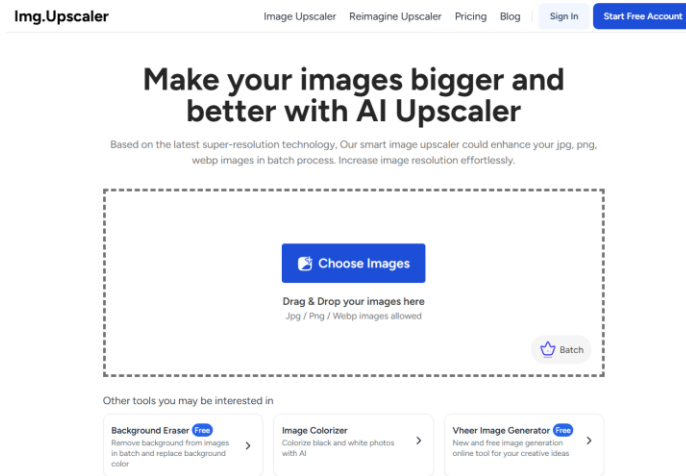 Img.Upscaler
Image Upscaler Reimagine Upscaler Pricing Blog Sign In Start Free Account
Make your images bigger and
better with AI Upscaler
Based on the latest super-resolution technology, Our smart image upscaler could enhance your jpg, png,
webp images in batch process. Increase image resolution effortlessly.
Choose Images
Drag & Drop your images here
Jpg / Png / Webp images allowed
Batch
Other tools you may be interested in
Background Eraser Free
Remove background from images
in batch and replace background
color
Image Colorizer
Colorize black and white photos
with AI
Vheer Image Generator Free
New and free image generation
online tool for your creative ideas